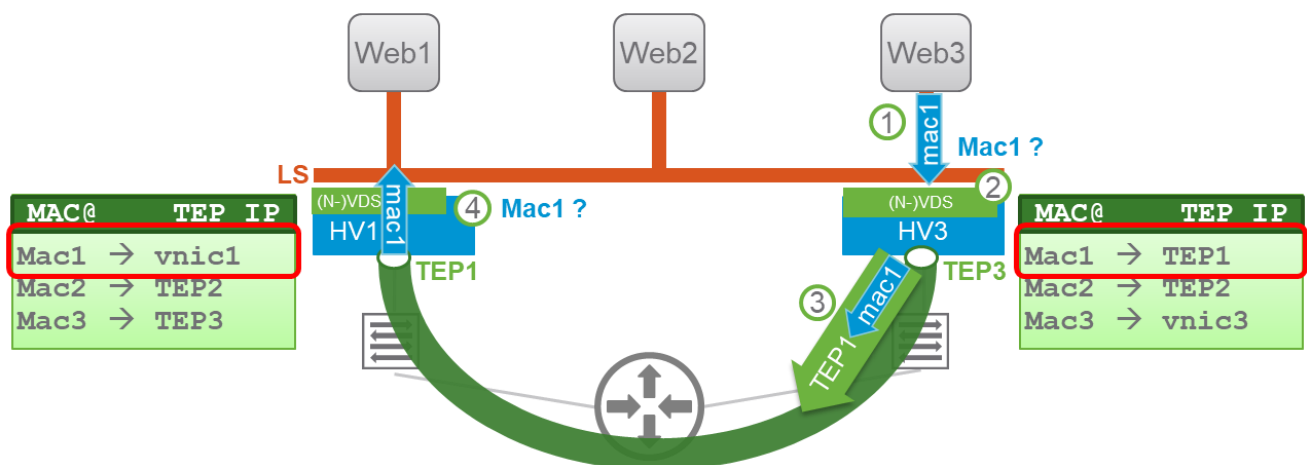 Web1
Web2
Web3
1
mac1
Mac1 ?
LS
2
(N-)VDS
mac1
4
Mac1 ?
(N-)VDS
HV1
HV3
TEP1
TEP3
MAC@ TEP IP
Mac1 → vnic1
Mac2 → TEP2
Mac3 → TEP3
3
mac1
TEP1
MAC@ TEP IP
Mac1 → TEP1
Mac2 → TEP2
Mac3 → vnic3